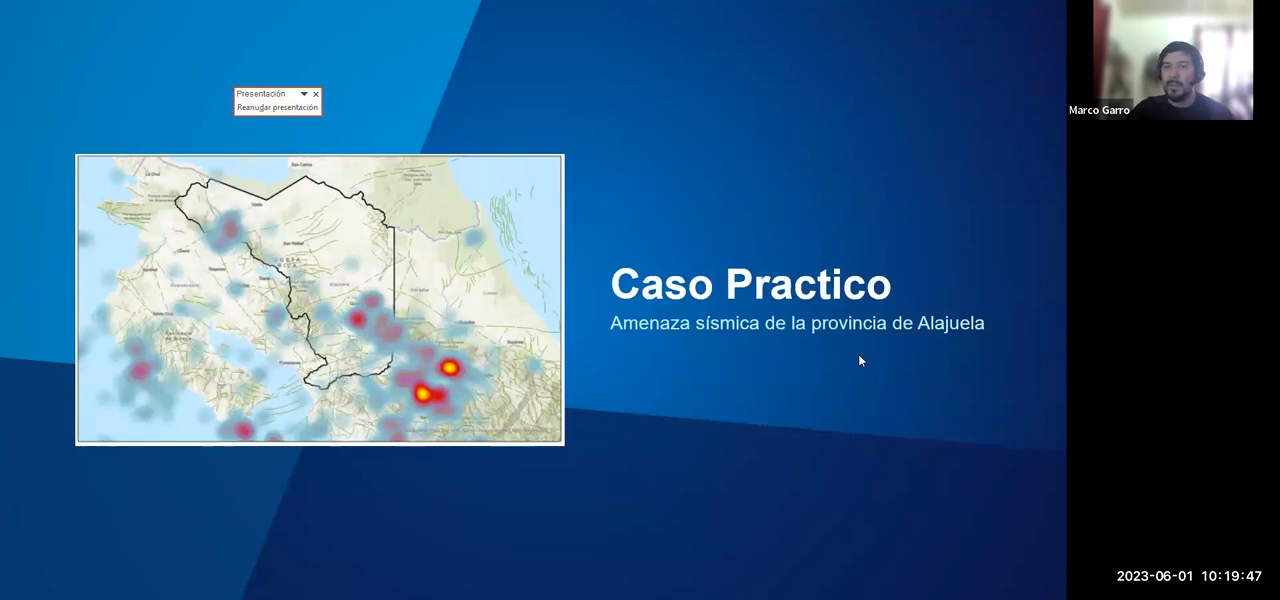 Presentación
Reanudar presentación
Caso Practico
Amenaza sísmica de la provincia de Alajuela
Marco Garro
2023-06-01 10:19:47